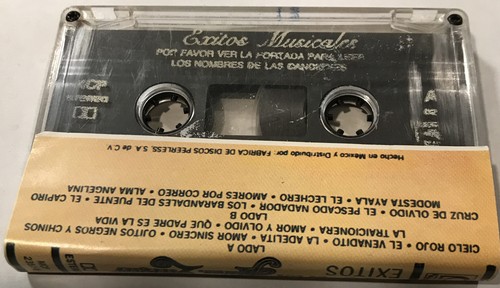 Exitos Musicales
POR FAVOR VER LA PORTADA PARA LEER
LOS NOMBRES DE LAS CANCIONES
STEREO
A
Hecho en México y Distribuido por: FABRICA DE DISCOS PEERLESS, S.A. de C.V.
EXITOS
LADO A
CIELO ROJO • EL VENADITO • AMOR SINCERO • OJITOS NEGROS Y CHINOS
LA TRAICIONERA • LA ADELITA • AMOR Y OLVIDO • QUE PADRE ES LA VIDA
LADO B
CRUZ DE OLVIDO • EL PESCADO NADADOR • LOS BARANDALES DEL PUENTE • EL CAPIRO
MODESTA AYALA • EL LECHERO • AMORES POR CORREO • ALMA ANGELINA